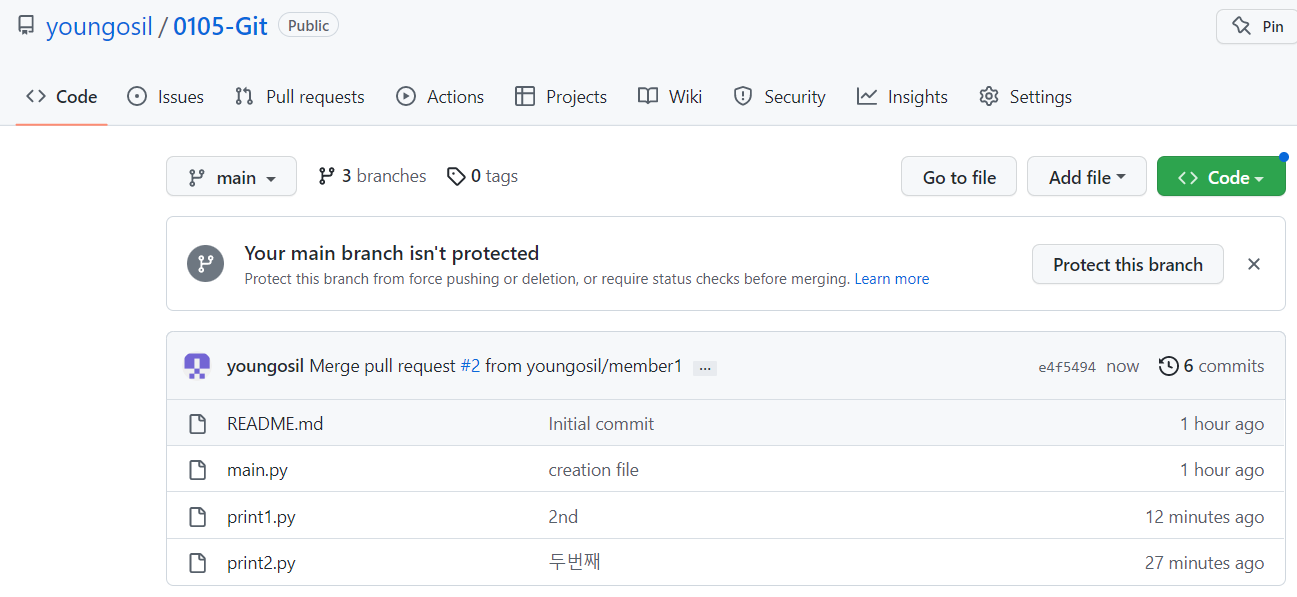 youngosil / 0105-Git Public Pin
Code Issues Pull requests Actions Projects Wiki Security Insights Settings
main 3 branches 0 tags Go to file Add file Code
Your main branch isn't protected
Protect this branch from force pushing or deletion, or require status checks before merging. Learn more
Protect this branch
youngosil Merge pull request #2 from youngosil/member1 ... e4f5494 now 6 commits
README.md Initial commit 1 hour ago
main.py creation file 1 hour ago
print1.py 2nd 12 minutes ago
print2.py 두번째 27 minutes ago